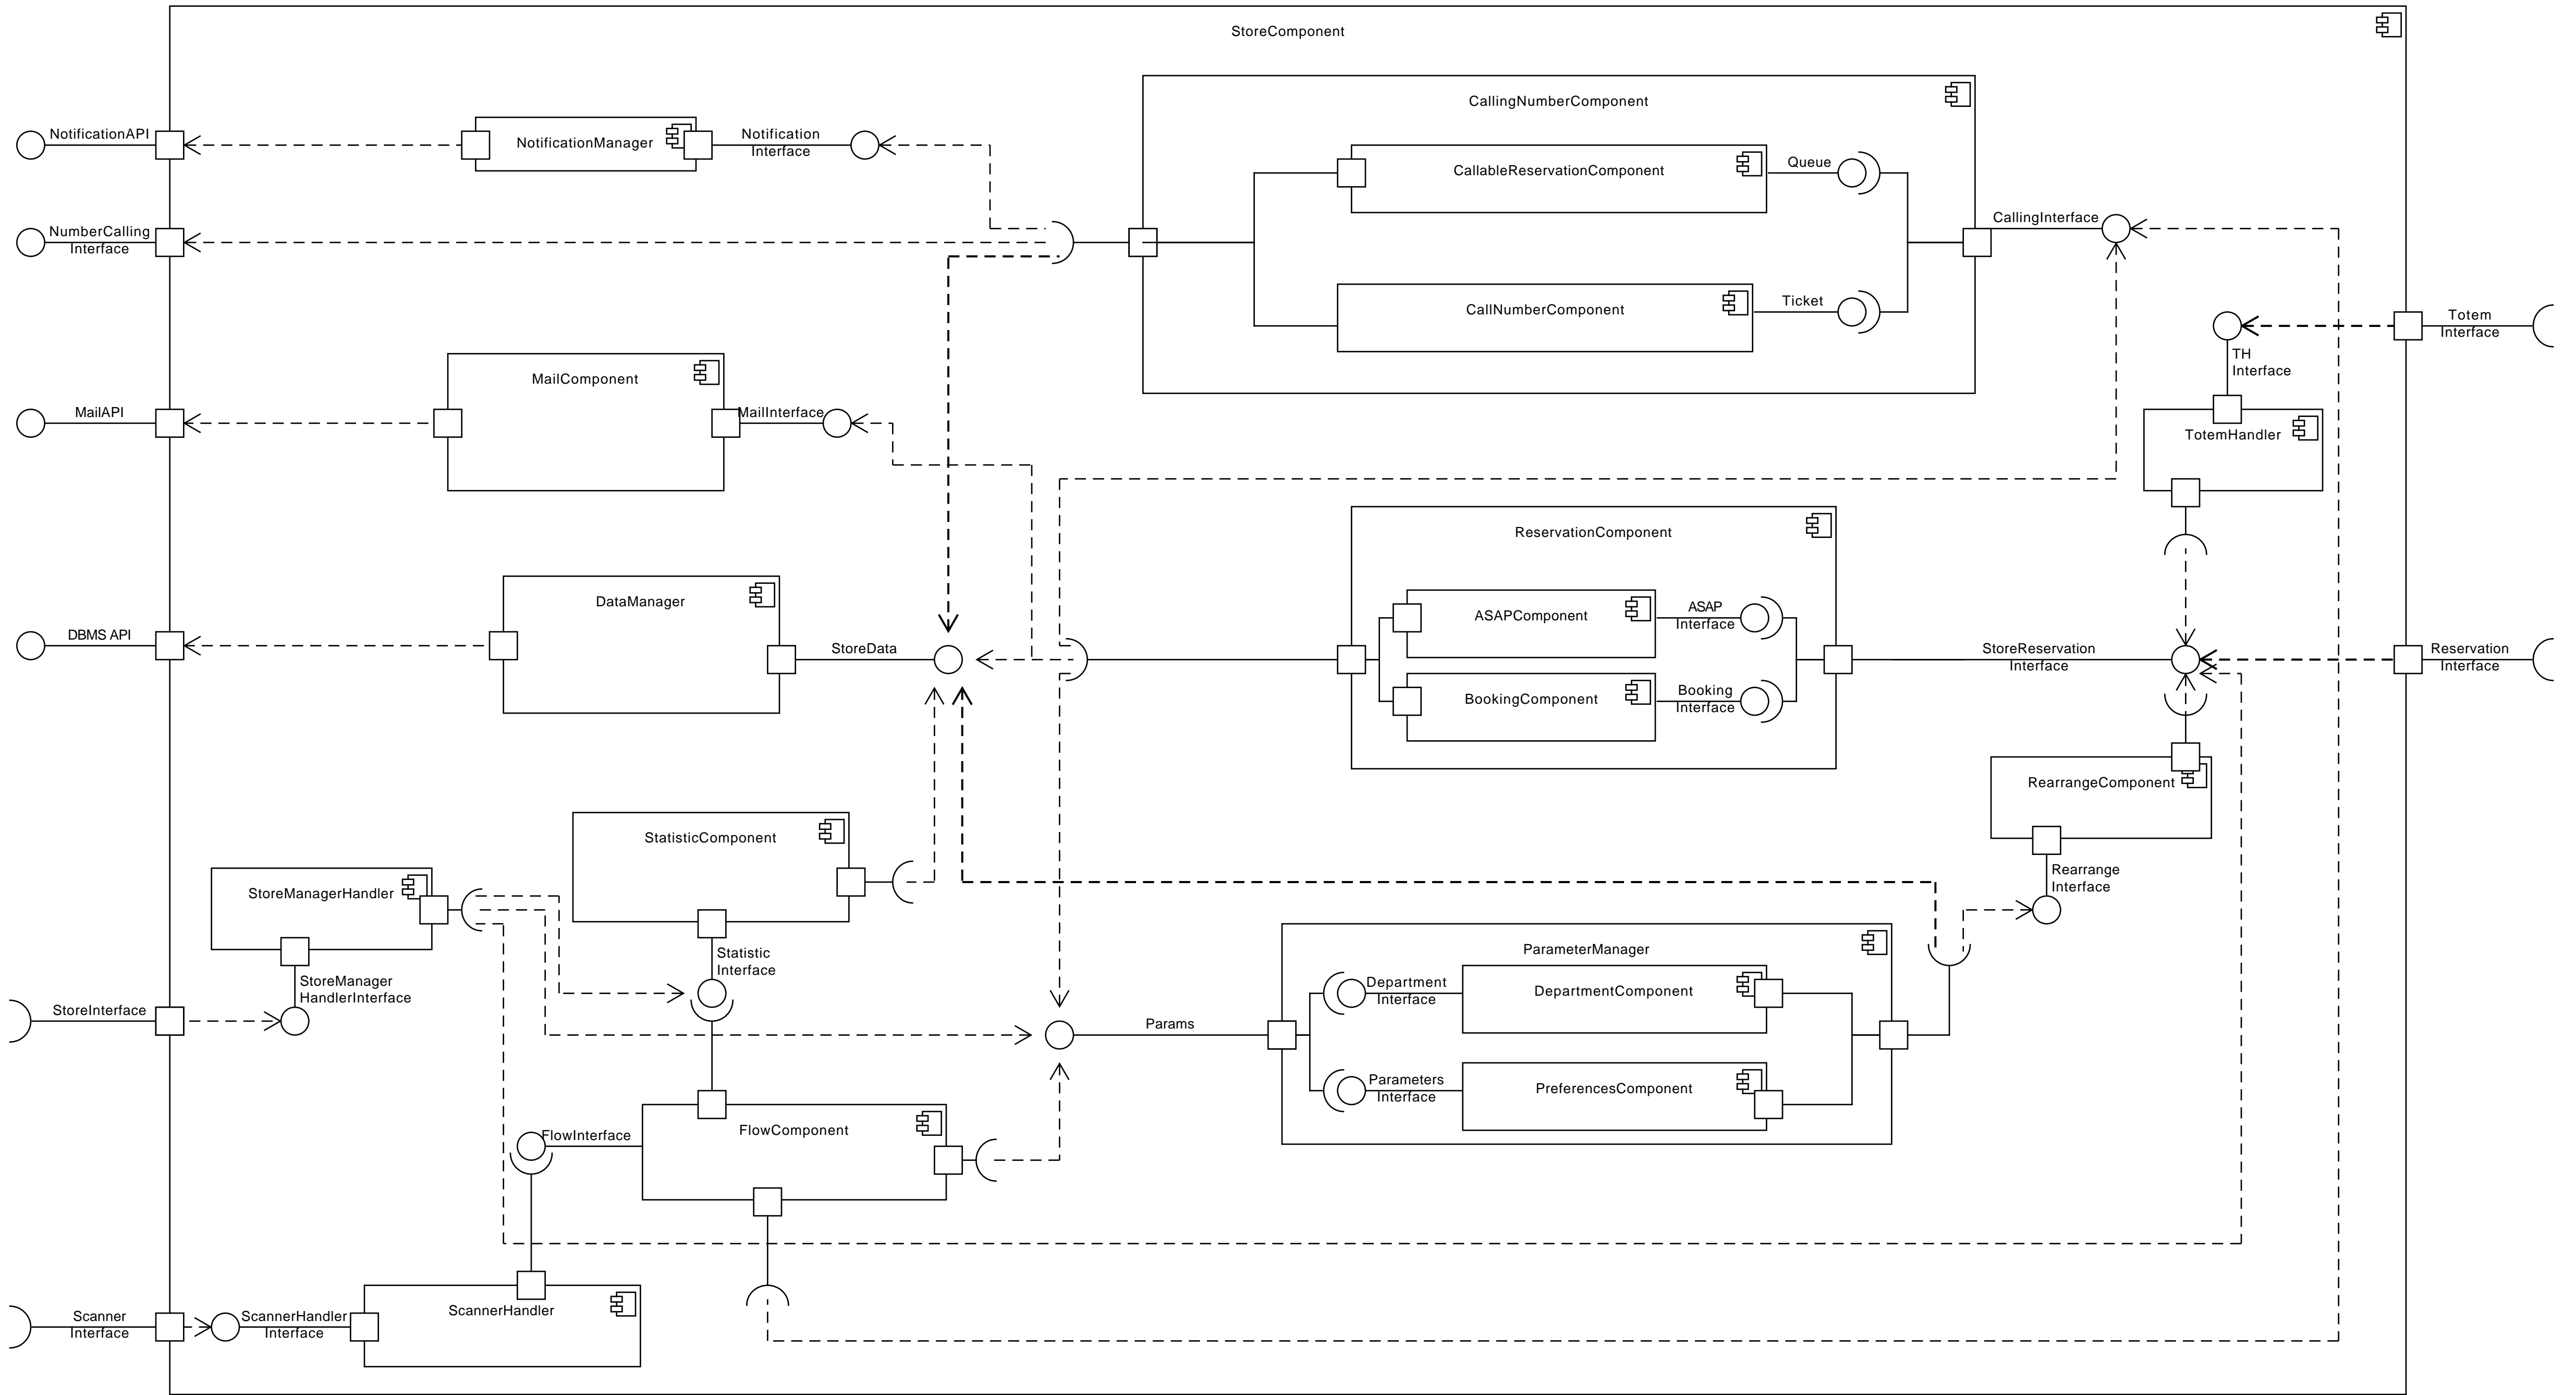 StoreComponent
CallingNumberComponent
NotificationAPI
NotificationManager
Notification
Interface
CallableReservationComponent
Queue
NumberCalling
Interface
CallingInterface
CallNumberComponent
Ticket
Totem
Interface
TH
Interface
MailComponent
MailAPI
MailInterface
TotemHandler
ReservationComponent
DataManager
ASAPComponent
ASAP
Interface
DBMS API
StoreData
StoreReservation
Interface
Reservation
Interface
BookingComponent
Booking
Interface
RearrangeComponent
StatisticComponent
StoreManagerHandler
Rearrange
Interface
Statistic
Interface
ParameterManager
StoreManager
HandlerInterface
Department
Interface
DepartmentComponent
StoreInterface
Params
Parameters
Interface
PreferencesComponent
FlowInterface
FlowComponent
Scanner
Interface
ScannerHandler
Interface
ScannerHandler